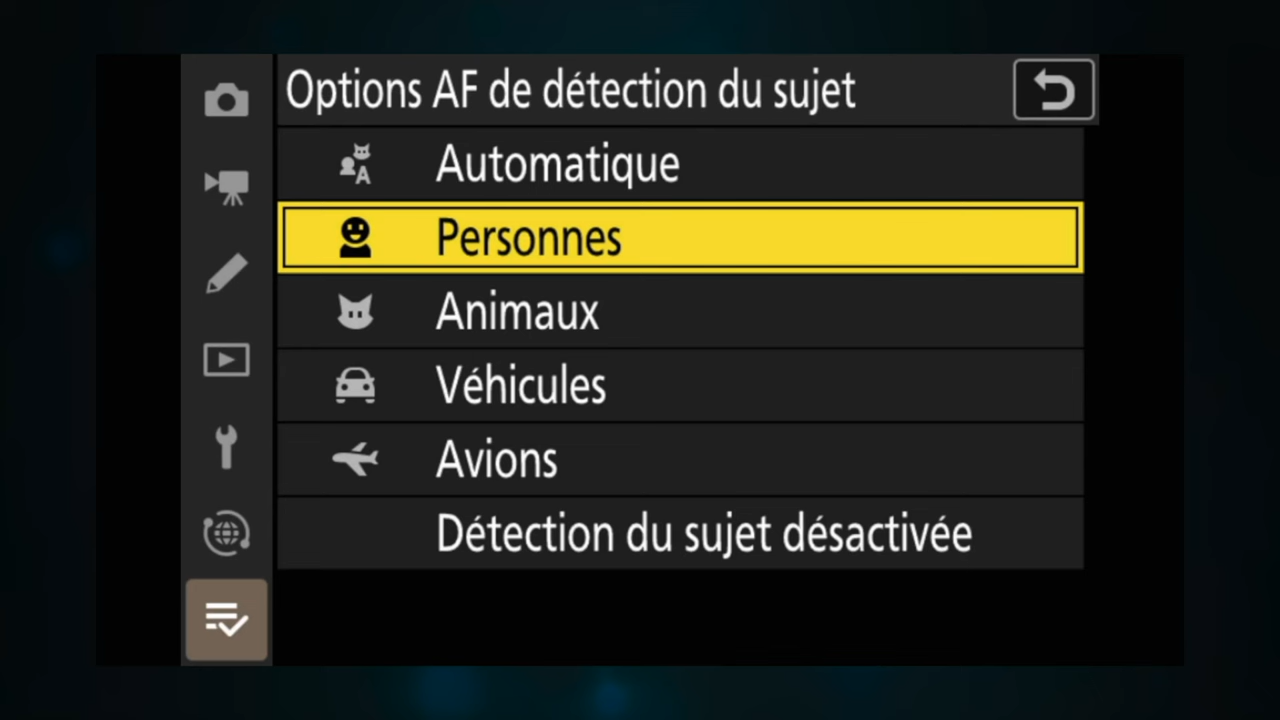 Options AF de détection du sujet
A
Automatique
Personnes
Animaux
Véhicules
Avions
Détection du sujet désactivée